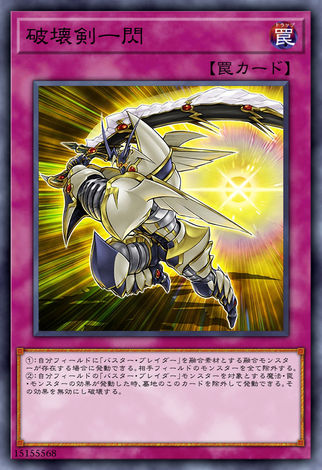 破壊剣一閃
トラップ
罠
【罠カード】
①:自分フィールドに「バスター・ブレイダー」を融合素材とする融合モンスタ
ーが存在する場合に発動できる。相手フィールドのモンスターを全て除外する。
②:自分フィールドの「バスター・ブレイダー」モンスターを対象とする魔法・罠
・モンスターの効果が発動した時、墓地のこのカードを除外して発動できる。そ
の効果を無効にし破壊する。
15155568